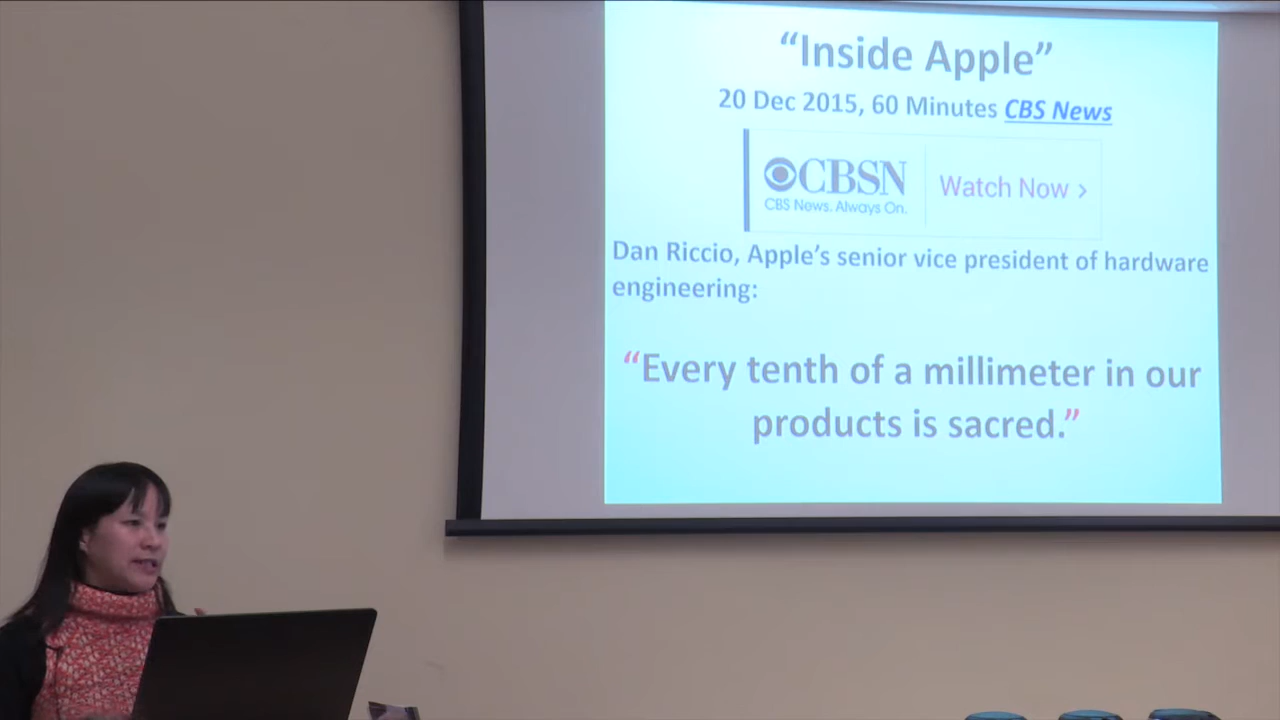 “Inside Apple”
20 Dec 2015, 60 Minutes CBS News
CBSN
Watch Now >
CBS News. Always On.
Dan Riccio, Apple’s senior vice president of hardware
engineering:
“Every tenth of a millimeter in our
products is sacred.”